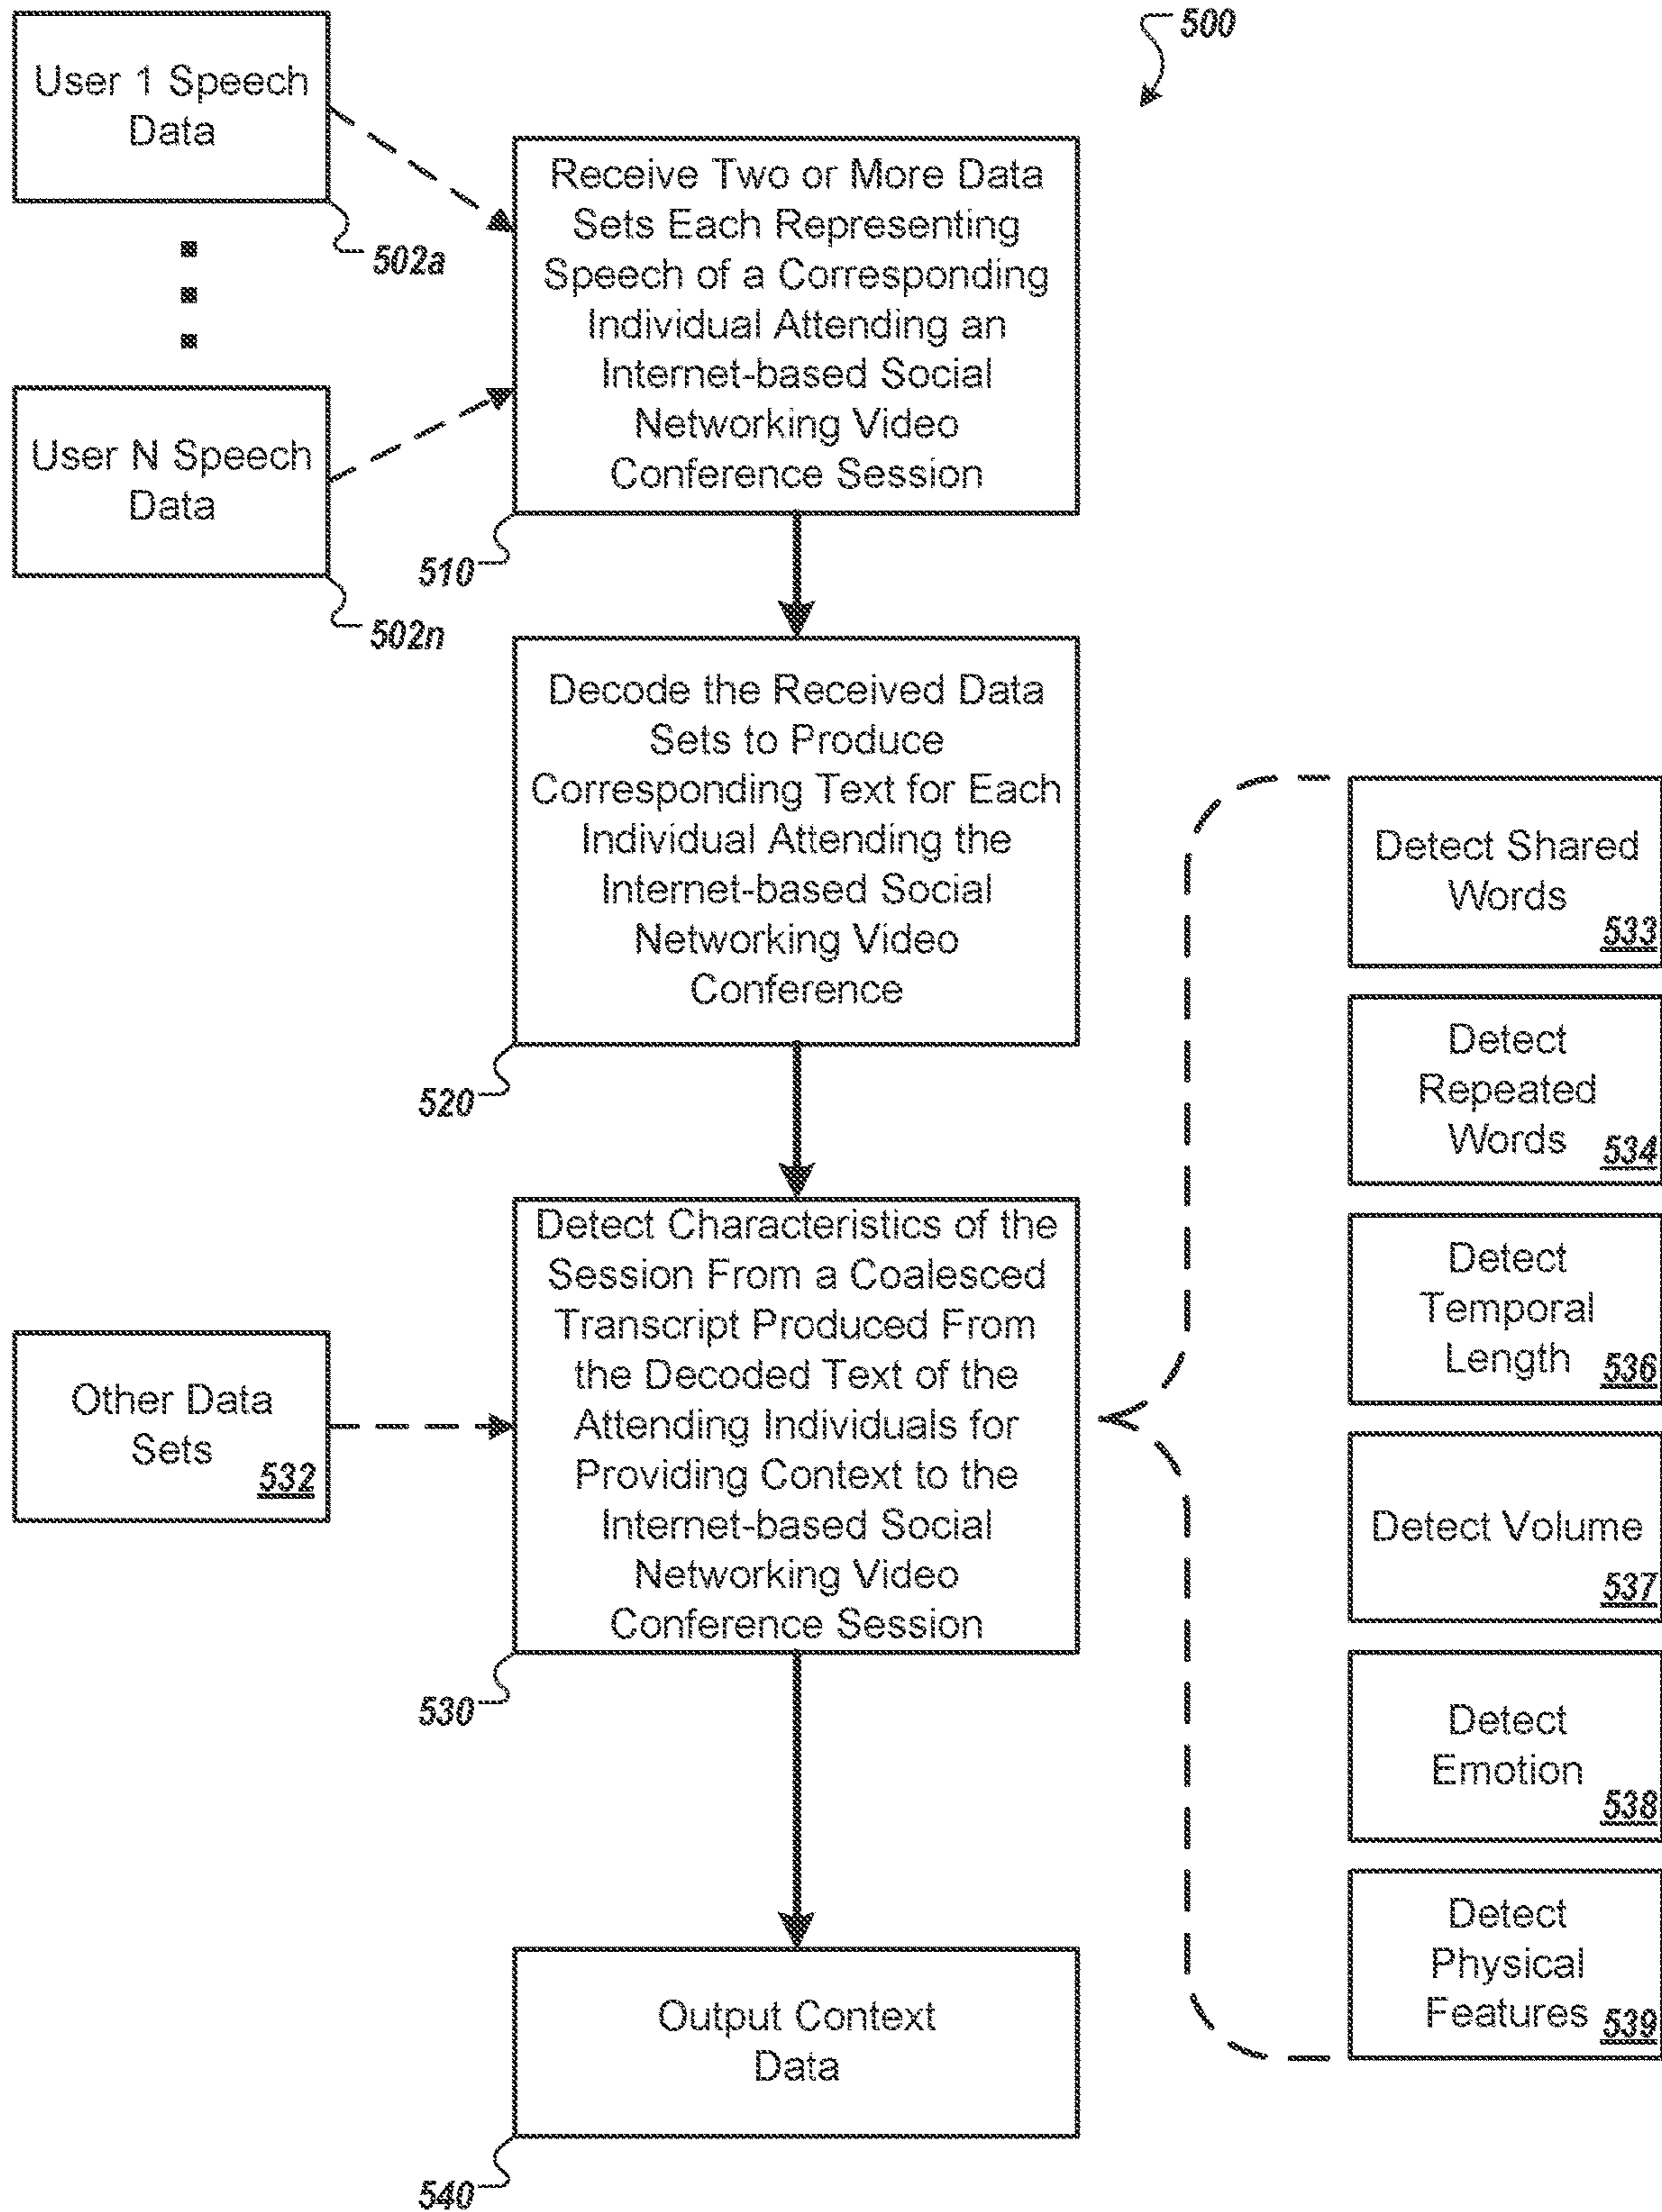 500
User 1 Speech
Data
502a
User N Speech
Data
502n
Receive Two or More Data
Sets Each Representing
Speech of a Corresponding
Individual Attending an
Internet-based Social
Networking Video
Conference Session
510
Decode the Received Data
Sets to Produce
Corresponding Text for Each
Individual Attending the
Internet-based Social
Networking Video
Conference
520
Other Data
Sets
532
Detect Characteristics of the
Session From a Coalesced
Transcript Produced From
the Decoded Text of the
Attending Individuals for
Providing Context to the
Internet-based Social
Networking Video
Conference Session
530
Detect Shared
Words
533
Detect
Repeated
Words
534
Detect
Temporal
Length
536
Detect Volume
537
Detect
Emotion
538
Detect
Physical
Features
539
Output Context
Data
540